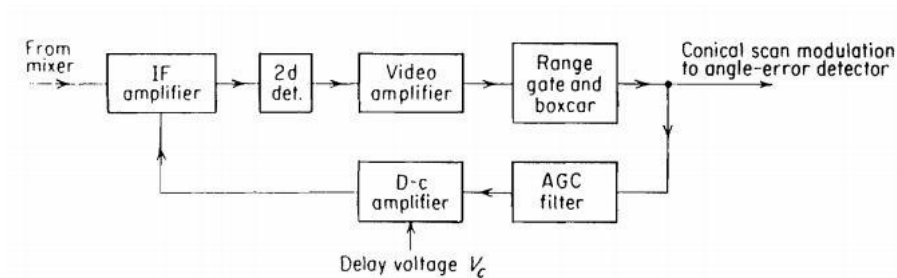 From
mixer
IF
amplifier
2d
det.
Video
amplifier
Range
gate and
boxcar
Conical scan modulation
to angle-error detector
D-c
amplifier
AGC
filter
Delay voltage Vc